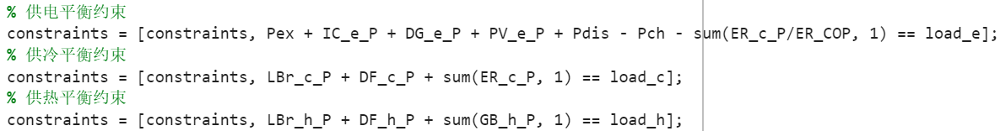 % 供电平衡约束
constraints = [constraints, Pex + IC_e_P + DG_e_P + PV_e_P + Pdis - Pch - sum(ER_c_P/ER_COP, 1) == load_e];
% 供冷平衡约束
constraints = [constraints, LBr_c_P + DF_c_P + sum(ER_c_P, 1) == load_c];
% 供热平衡约束
constraints = [constraints, LBr_h_P + DF_h_P + sum(GB_h_P, 1) == load_h];